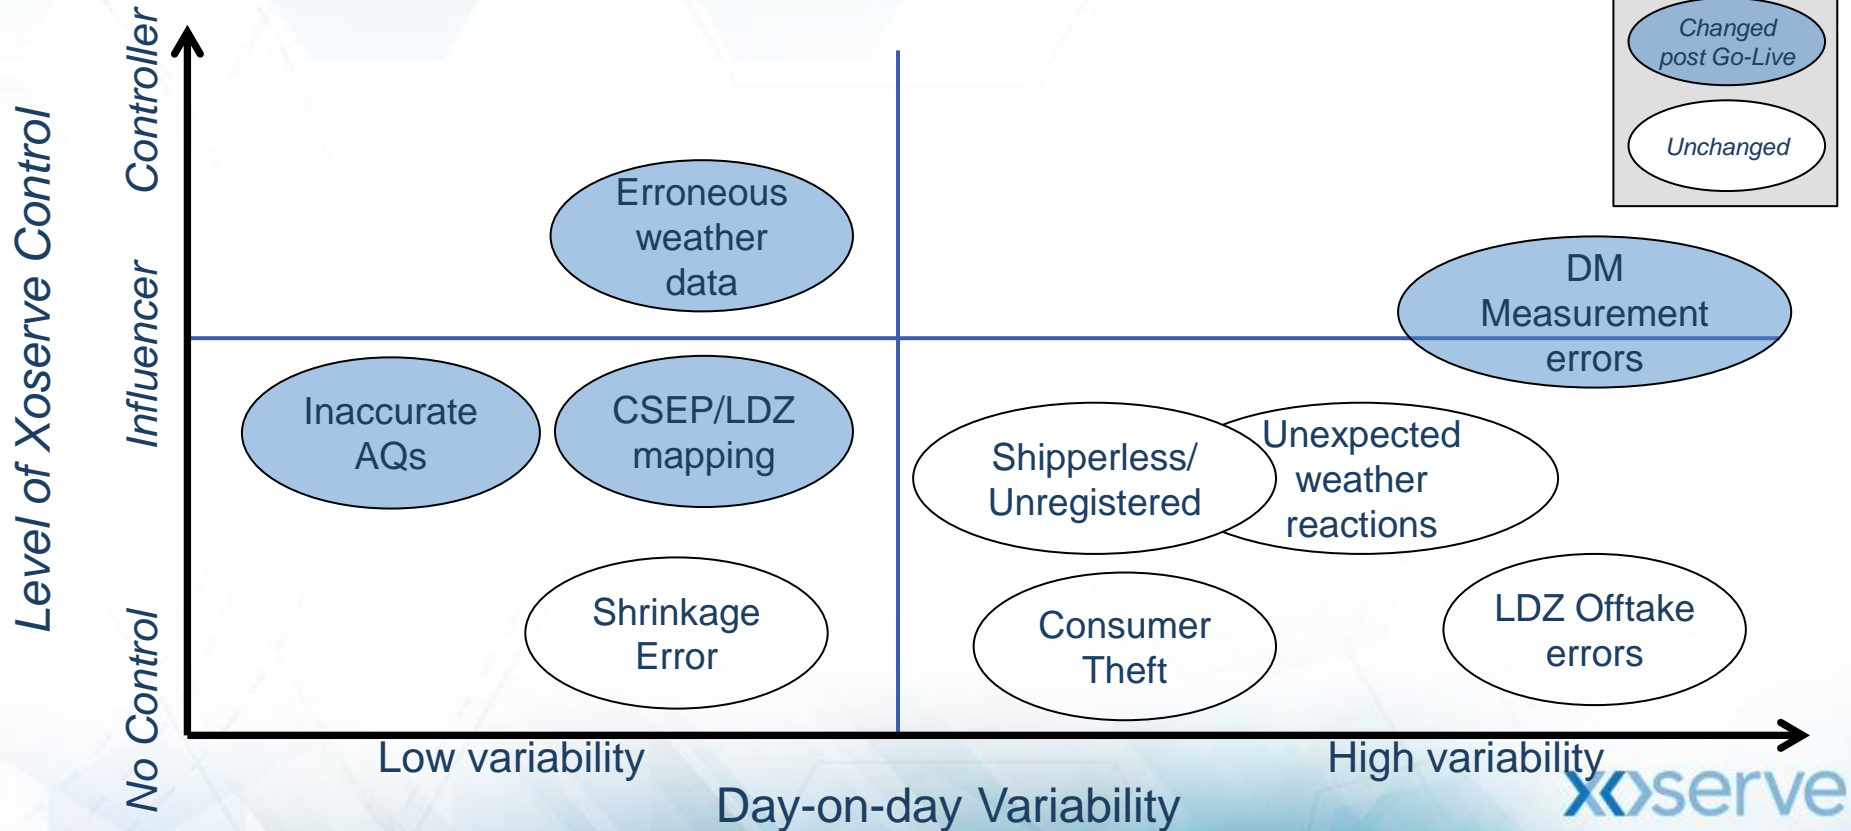 Changed
post Go-Live
Unchanged
Level of Xoserve Control
Controller
Influencer
No Control
Erroneous
weather
data
DM
Measurement
errors
Inaccurate
AQs
CSEP/LDZ
mapping
Shipperless/
Unregistered
Unexpected
weather
reactions
Shrinkage
Error
Consumer
Theft
LDZ Offtake
errors
Low variability
High variability
Day-on-day Variability
xoserve